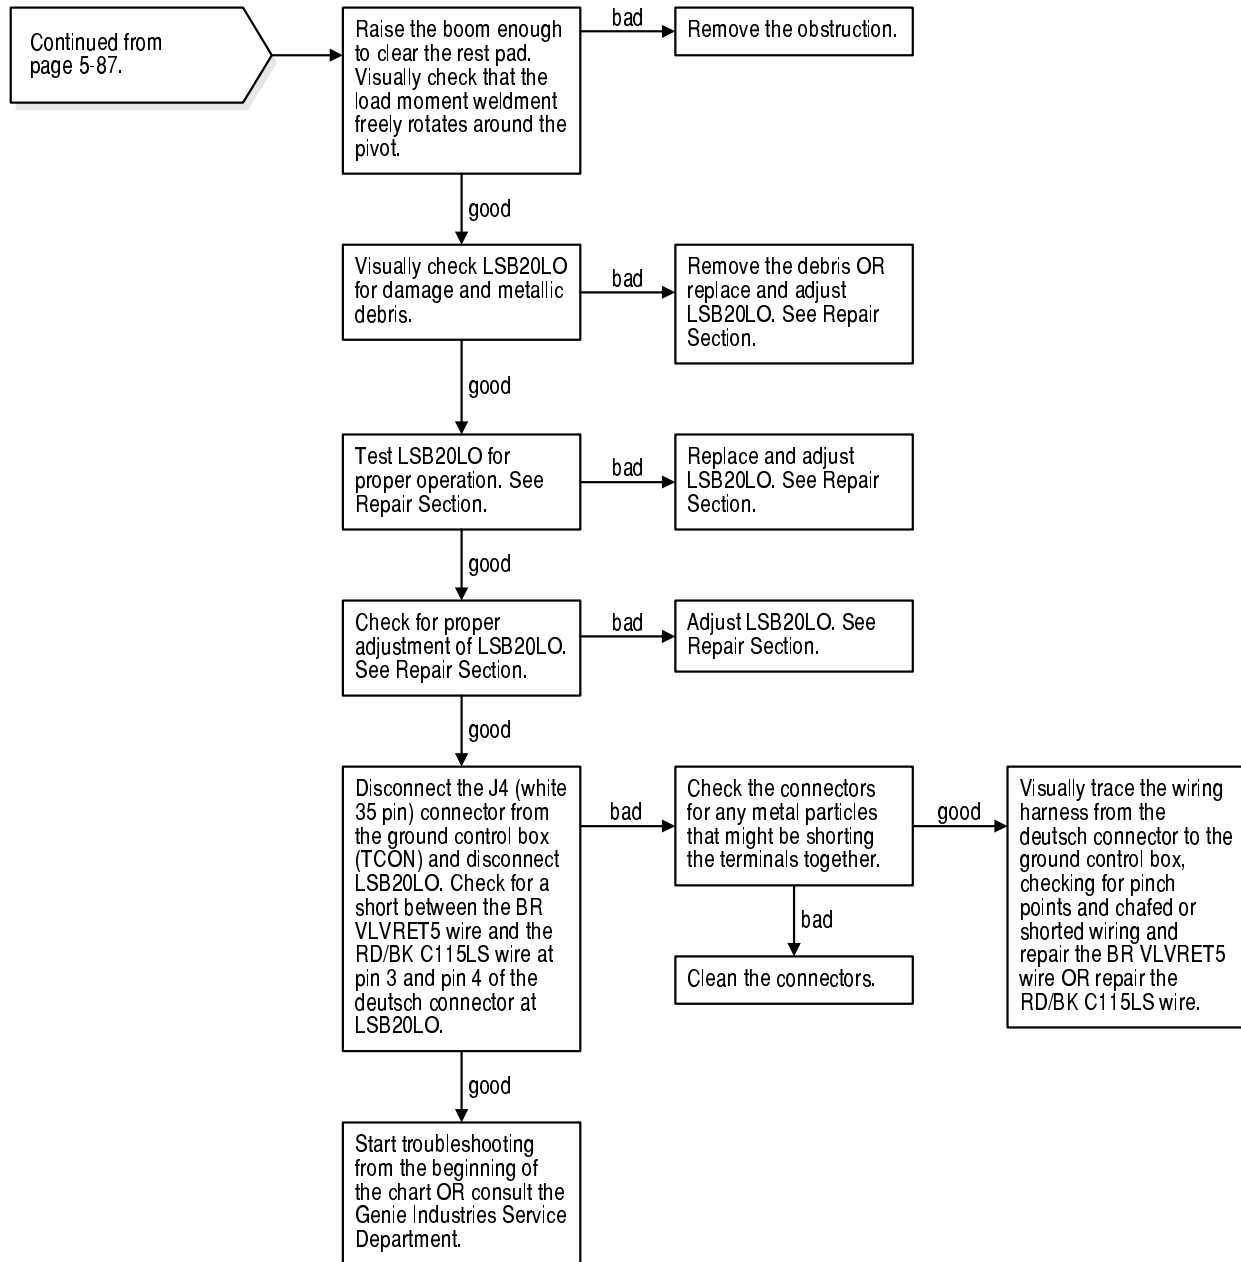 Continued from
page 5-87.
Raise the boom enough
to clear the rest pad.
Visually check that the
load moment weldment
freely rotates around the
pivot.
bad
Remove the obstruction.
good
Visually check LSB20LO
for damage and metallic
debris.
bad
Remove the debris OR
replace and adjust
LSB20LO. See Repair
Section.
good
Test LSB20LO for
proper operation. See
Repair Section.
bad
Replace and adjust
LSB20LO. See Repair
Section.
good
Check for proper
adjustment of LSB20LO.
See Repair Section.
bad
Adjust LSB20LO. See
Repair Section.
good
Disconnect the J4 (white
35 pin) connector from
the ground control box
(TCON) and disconnect
LSB20LO. Check for a
short between the BR
VLVRET5 wire and the
RD/BK C115LS wire at
pin 3 and pin 4 of the
deutsch connector at
LSB20LO.
bad
Check the connectors
for any metal particles
that might be shorting
the terminals together.
good
Visually trace the wiring
harness from the
deutsch connector to the
ground control box,
checking for pinch
points and chafed or
shorted wiring and
repair the BR VLVRET5
wire OR repair the
RD/BK C115LS wire.
bad
Clean the connectors.
good
Start troubleshooting
from the beginning of
the chart OR consult the
Genie Industries Service
Department.